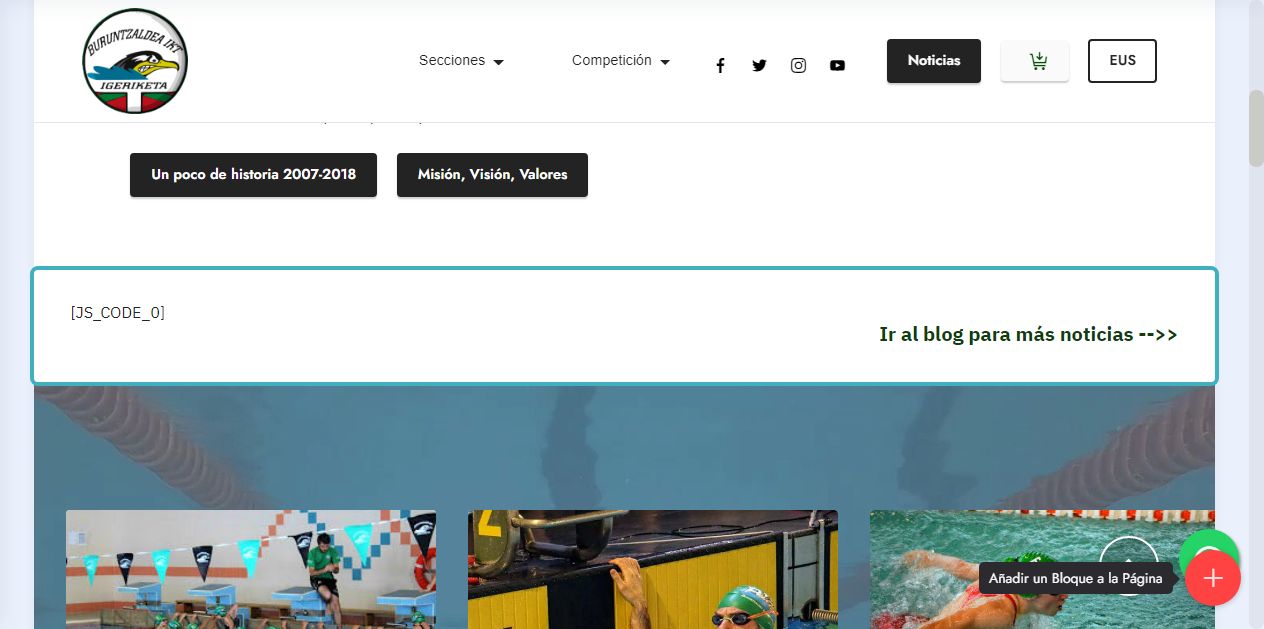 BURUNTZALDEA IKT
IGERIKETA
Secciones
Competición
Noticias
EUS
Un poco de historia 2007-2018
Misión, Visión, Valores
[JS_CODE_0]
Ir al blog para más noticias -->>
Añadir un Bloque a la Página